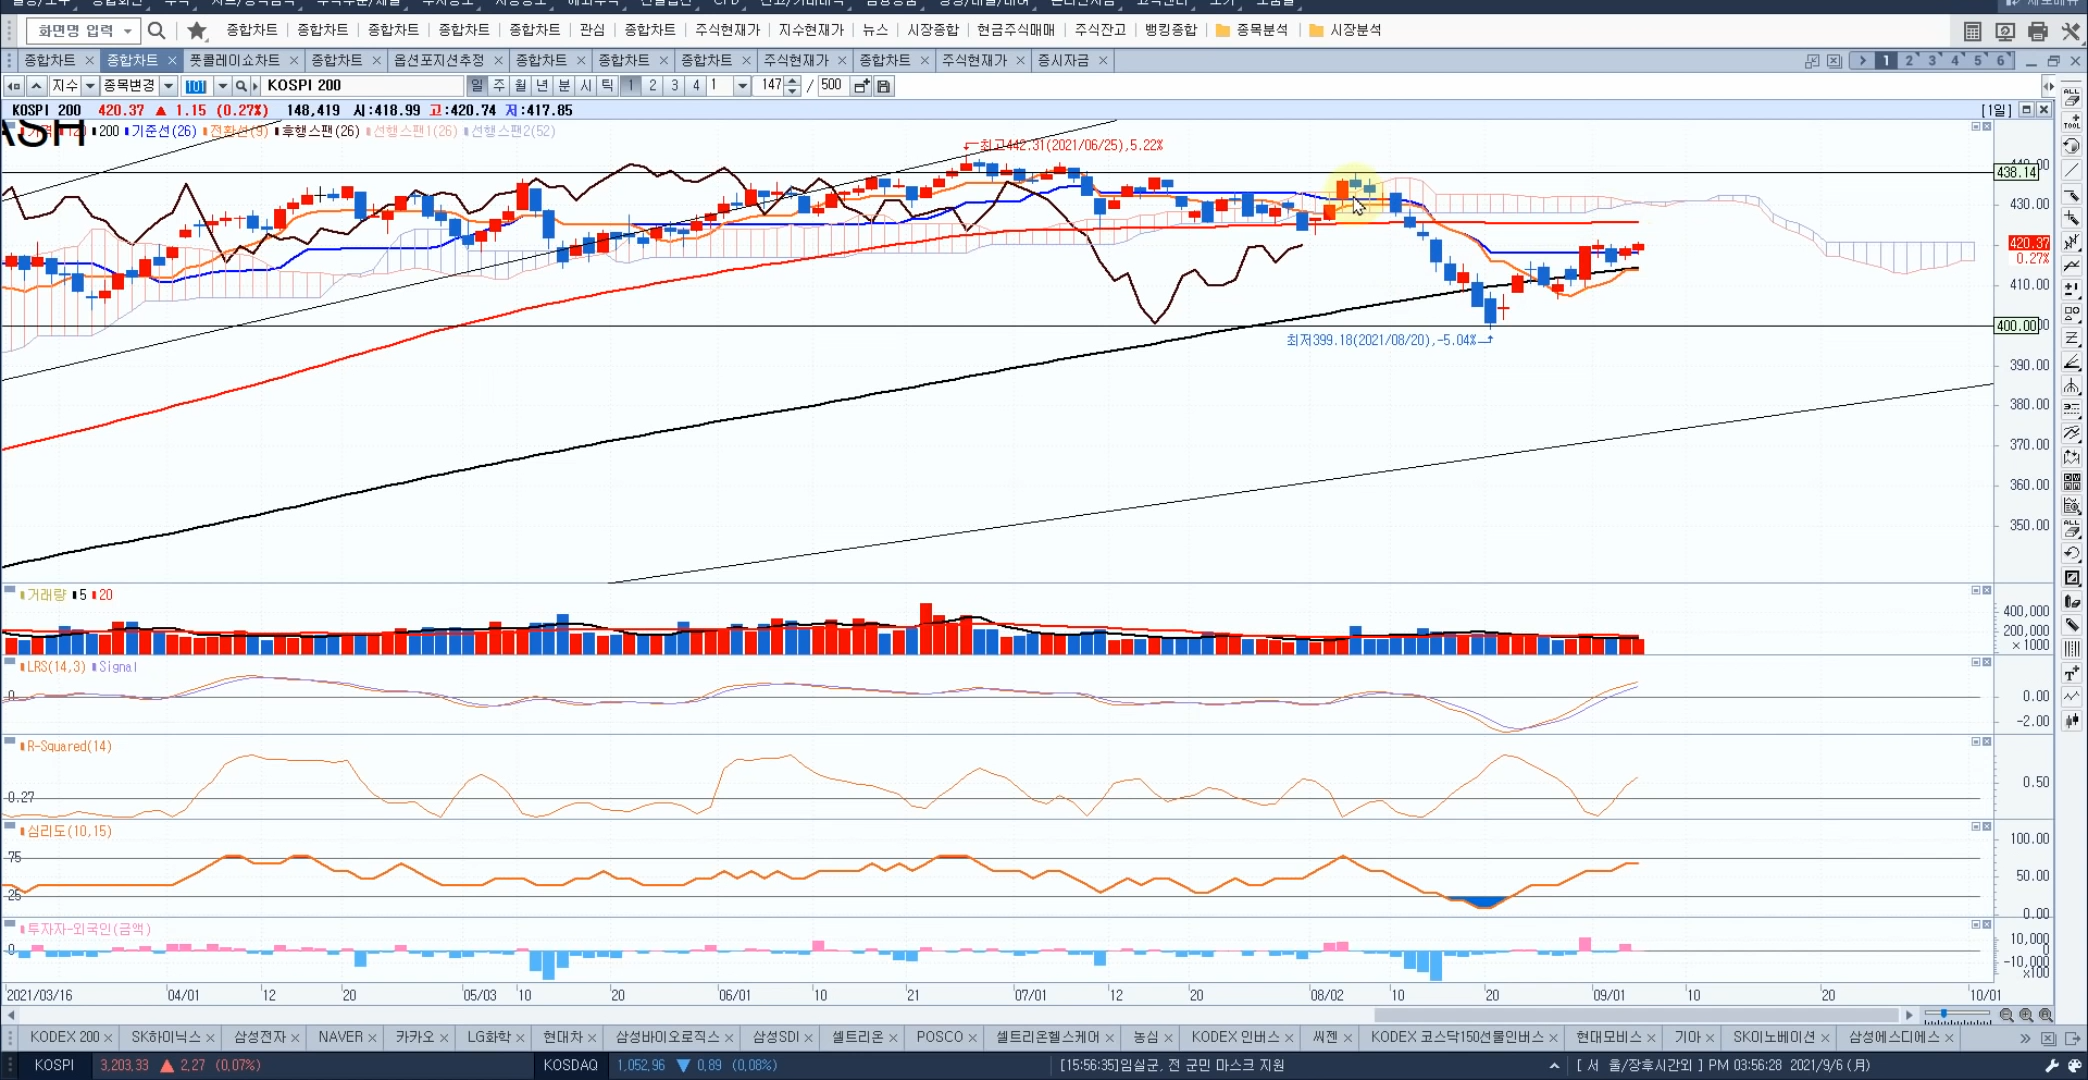 화면명 입력 종합차트 종합차트 종합차트 종합차트 종합차트 관심 종합차트 주식현재가 지수현재가 뉴스 시장종합 현금주식매매 주식잔고 뱅킹종합 종목분석 시장분석
종합차트 종합차트 풋콜레이쇼차트 종합차트 옵션포지션추정 종합차트 종합차트 종합차트 주식현재가 종합차트 주식현재가 증시자금 1 2 3 4 5 6
지수 종목변경 101 KOSPI 200 일 주 월 년 분 시 틱 1 2 3 4 1 147 / 500
KOSPI 200 420.37 ▲ 1.15 (0.27%) 148,419 시:418.99 고:420.74 저:417.85 [1일]
ASH
200 기준선(26) 전환선(9) 후행스팬(26) 선행스팬1(26) 선행스팬2(52)
최고442.31(2021/06/25),5.22%
438.14
430.00
420.37
0.27%
410.00
400.00
최저399.18(2021/08/20),-5.04%
390.00
380.00
370.00
360.00
350.00
거래량 5 20
400,000
200,000
×1000
LRS(14,3) Signal
0 0.00
-2.00
R-Squared(14)
0.50
0.27
심리도(10,15)
100.00
75
50.00
25
0.00
투자자-외국인(금액)
10,000
0 0
-10,000
×100
2021/03/16 04/01 12 20 05/03 10 20 06/01 10 21 07/01 12 20 08/02 10 20 09/01 10 20 10/01
KODEX 200 SK하이닉스 삼성전자 NAVER 카카오 LG화학 현대차 삼성바이오로직스 삼성SDI 셀트리온 POSCO 셀트리온헬스케어 농심 KODEX 인버스 씨젠 KODEX 코스닥150선물인버스 현대모비스 기아 SK이노베이션 삼성에스디에스
KOSPI 3,203.33 ▲ 2.27 (0.07%) KOSDAQ 1,052.96 ▼ 0.89 (0.08%) [15:56:35]임실군, 전 군민 마스크 지원 [ 서 울/장후시간외 ] PM 03:56:28 2021/9/6 (月)